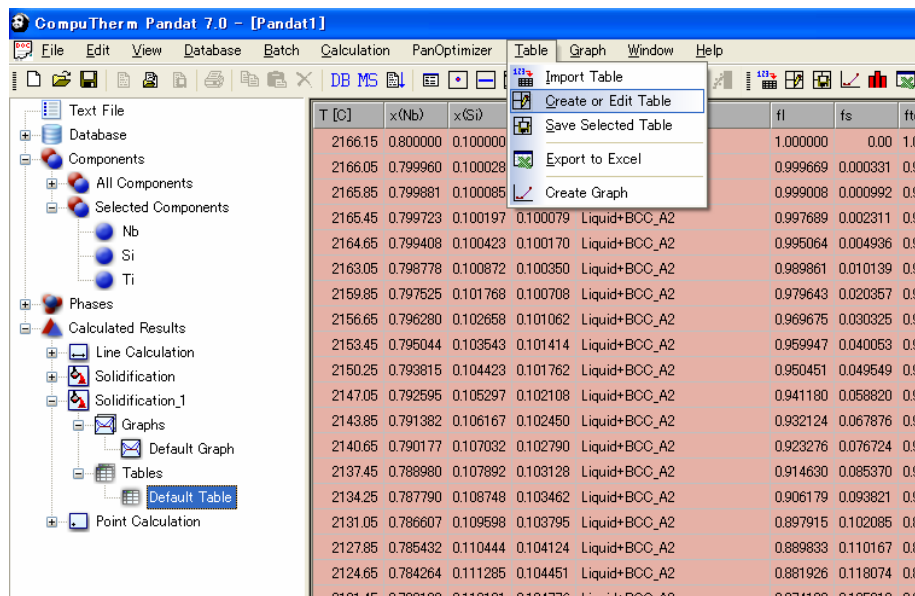 CompuTherm Pandat 7.0 - [Pandat1]
File Edit View Database Batch Calculation PanOptimizer Table Graph Window Help
DB MS
Import Table
Create or Edit Table
Save Selected Table
Export to Excel
Create Graph
Text File
Database
Components
All Components
Selected Components
Nb
Si
Ti
Phases
Calculated Results
Line Calculation
Solidification
Solidification_1
Graphs
Default Graph
Tables
Default Table
Point Calculation
T [C] x(Nb) x(Si) fl fs
2166.15 0.800000 0.100000 1.000000 0.00
2166.05 0.799960 0.100028 0.999669 0.000331
2165.85 0.799881 0.100085 0.999008 0.000992
2165.45 0.799723 0.100197 0.100079 Liquid+BCC_A2 0.997689 0.002311
2164.65 0.799408 0.100423 0.100170 Liquid+BCC_A2 0.995064 0.004936
2163.05 0.798778 0.100872 0.100350 Liquid+BCC_A2 0.989861 0.010139
2159.85 0.797525 0.101768 0.100708 Liquid+BCC_A2 0.979643 0.020357
2156.65 0.796280 0.102658 0.101062 Liquid+BCC_A2 0.969675 0.030325
2153.45 0.795044 0.103543 0.101414 Liquid+BCC_A2 0.959947 0.040053
2150.25 0.793815 0.104423 0.101762 Liquid+BCC_A2 0.950451 0.049549
2147.05 0.792595 0.105297 0.102108 Liquid+BCC_A2 0.941180 0.058820
2143.85 0.791382 0.106167 0.102450 Liquid+BCC_A2 0.932124 0.067876
2140.65 0.790177 0.107032 0.102790 Liquid+BCC_A2 0.923276 0.076724
2137.45 0.788980 0.107892 0.103128 Liquid+BCC_A2 0.914630 0.085370
2134.25 0.787790 0.108748 0.103462 Liquid+BCC_A2 0.906179 0.093821
2131.05 0.786607 0.109598 0.103795 Liquid+BCC_A2 0.897915 0.102085
2127.85 0.785432 0.110444 0.104124 Liquid+BCC_A2 0.889833 0.110167
2124.65 0.784264 0.111285 0.104451 Liquid+BCC_A2 0.881926 0.118074